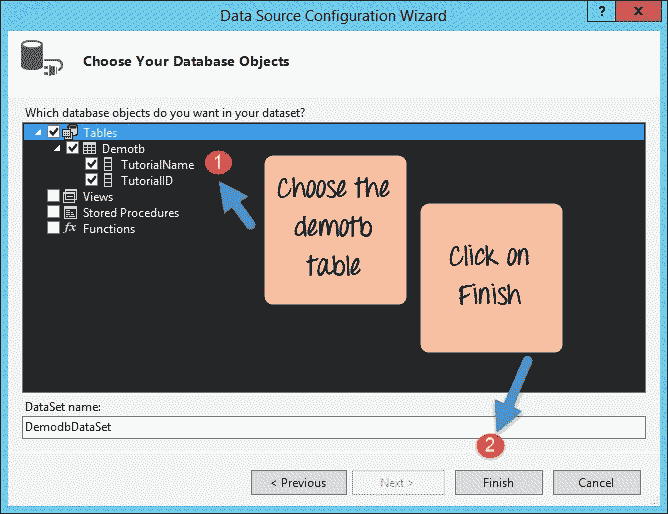 Data Source Configuration Wizard
?
x
Choose Your Database Objects
Which database objects do you want in your dataset?
Tables
Demotb
TutorialName
TutorialID
Views
Stored Procedures
fx Functions
1
Choose the
demotb
table
Click on
Finish
DataSet name:
DemodbDataSet
2
< Previous
Next >
Finish
Cancel